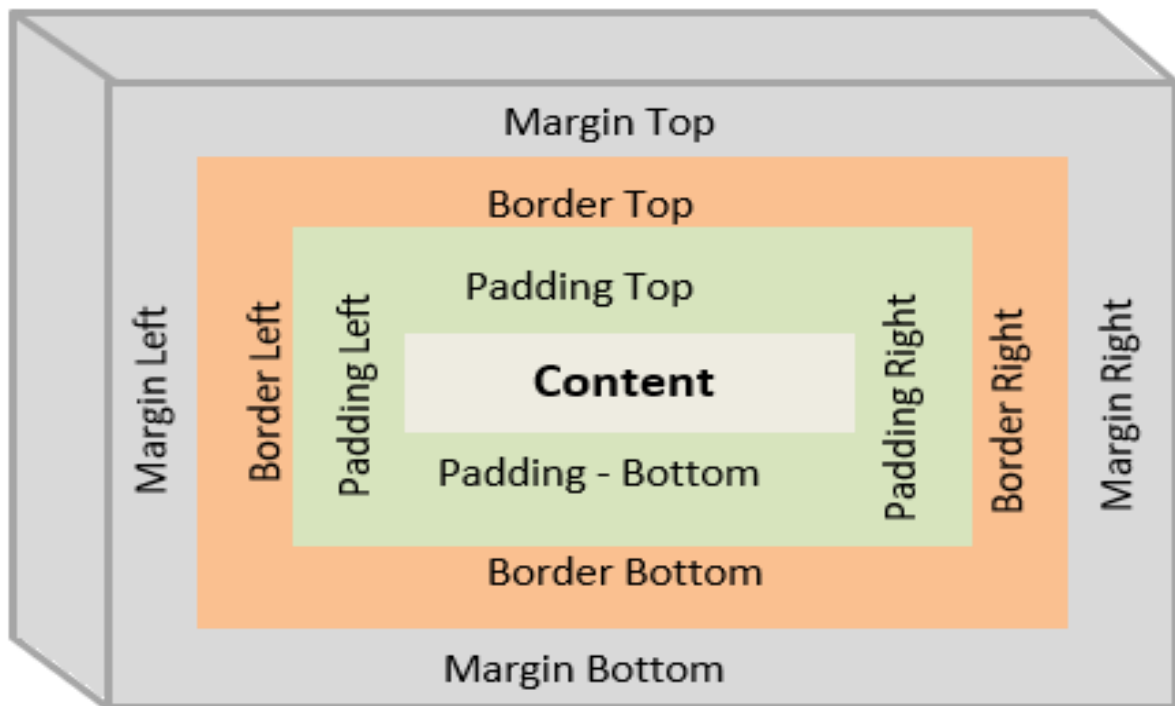 Margin Top
Border Top
Padding Top
Margin Left
Border Left
Padding Left
Content
Padding Right
Border Right
Margin Right
Padding - Bottom
Border Bottom
Margin Bottom